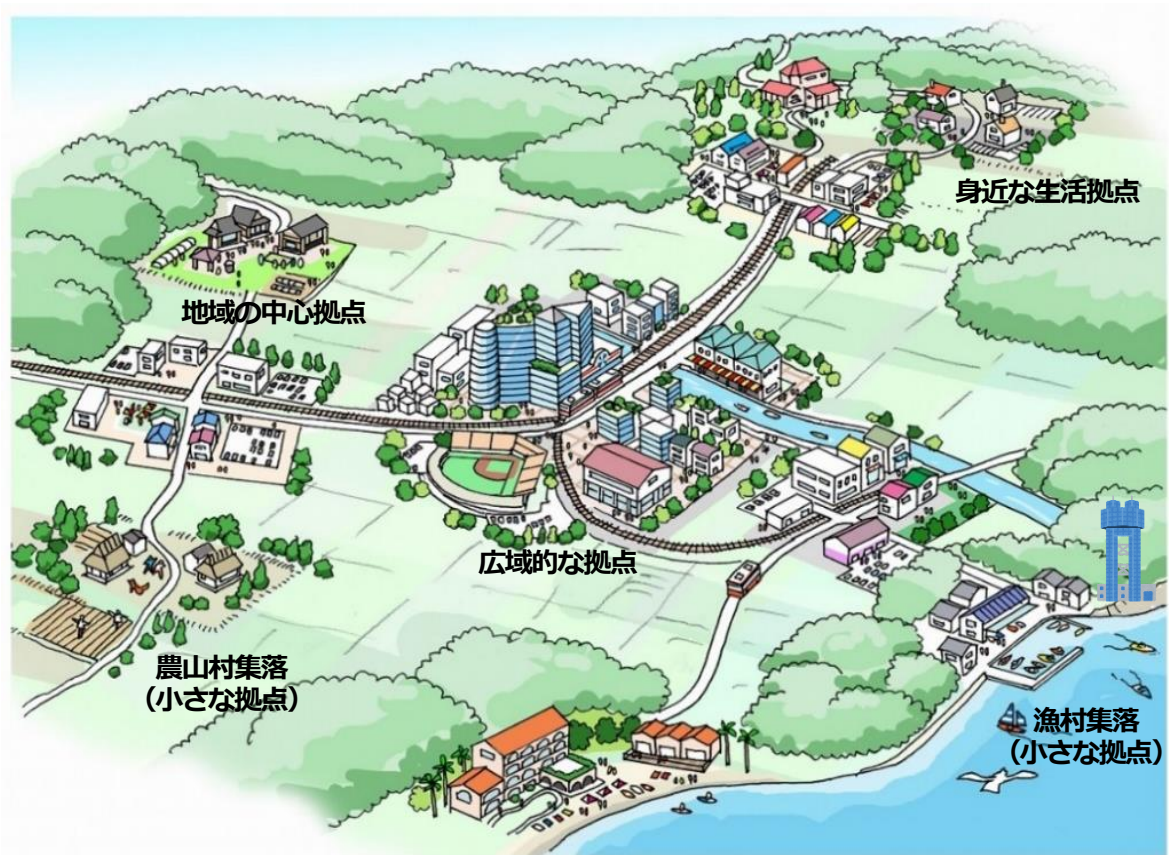 身近な生活拠点
地域の中心拠点
広域的な拠点
農山村集落
（小さな拠点）
漁村集落
（小さな拠点）